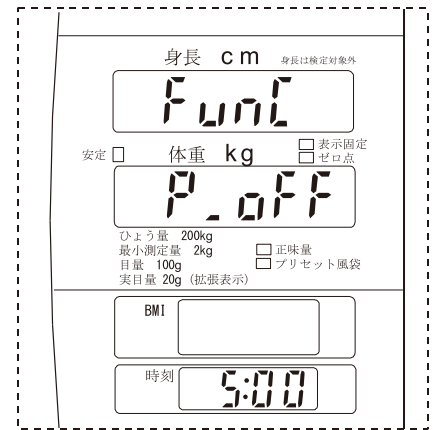 身長 cm 身長は検定対象外
FunC
安定 体重 kg 表示固定
ゼロ点
P_oFF
ひょう量 200kg
最小測定量 2kg 正味量
目量 100g プリセット風袋
実目量 20g (拡張表示)
BMI
時刻 5:00